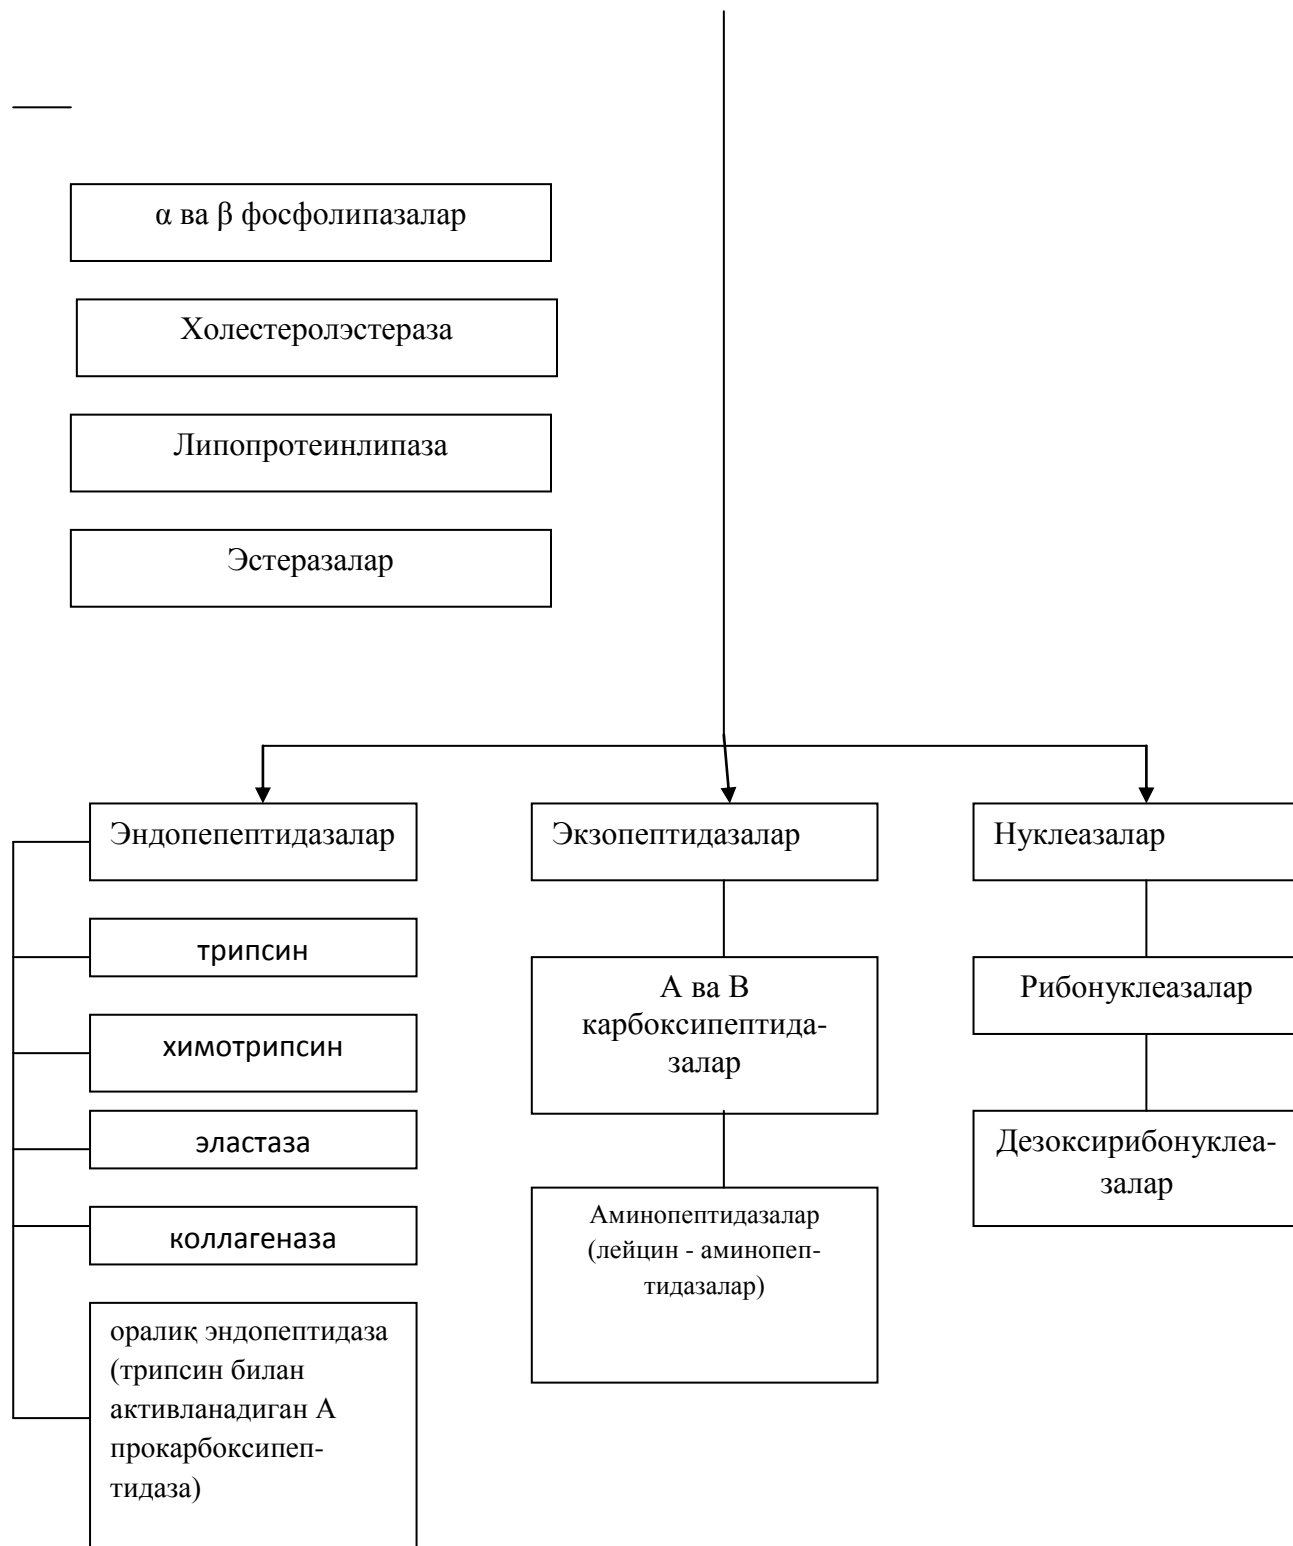 α ва β фосфолипазалар
Холестеролэстераза
Липопротеинлипаза
Эстеразалар
Эндопепептидазалар
трипсин
химотрипсин
эластаза
коллагеназа
оралиқ эндопептидаза
(трипсин билан
активланадиган А
прокарбоксипеп-
тидаза)
Экзопептидазалар
А ва В
карбоксипептида-
залар
Аминопептидазалар
(лейцин - аминопеп-
тидазалар)
Нуклеазалар
Рибонуклеазалар
Дезоксирибонуклеа-
залар